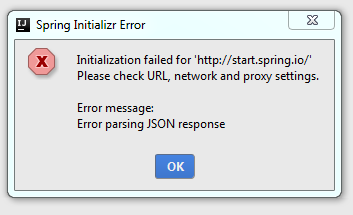 Spring Initializr Error
Initialization failed for 'http://start.spring.io/'
Please check URL, network and proxy settings.
Error message:
Error parsing JSON response
OK